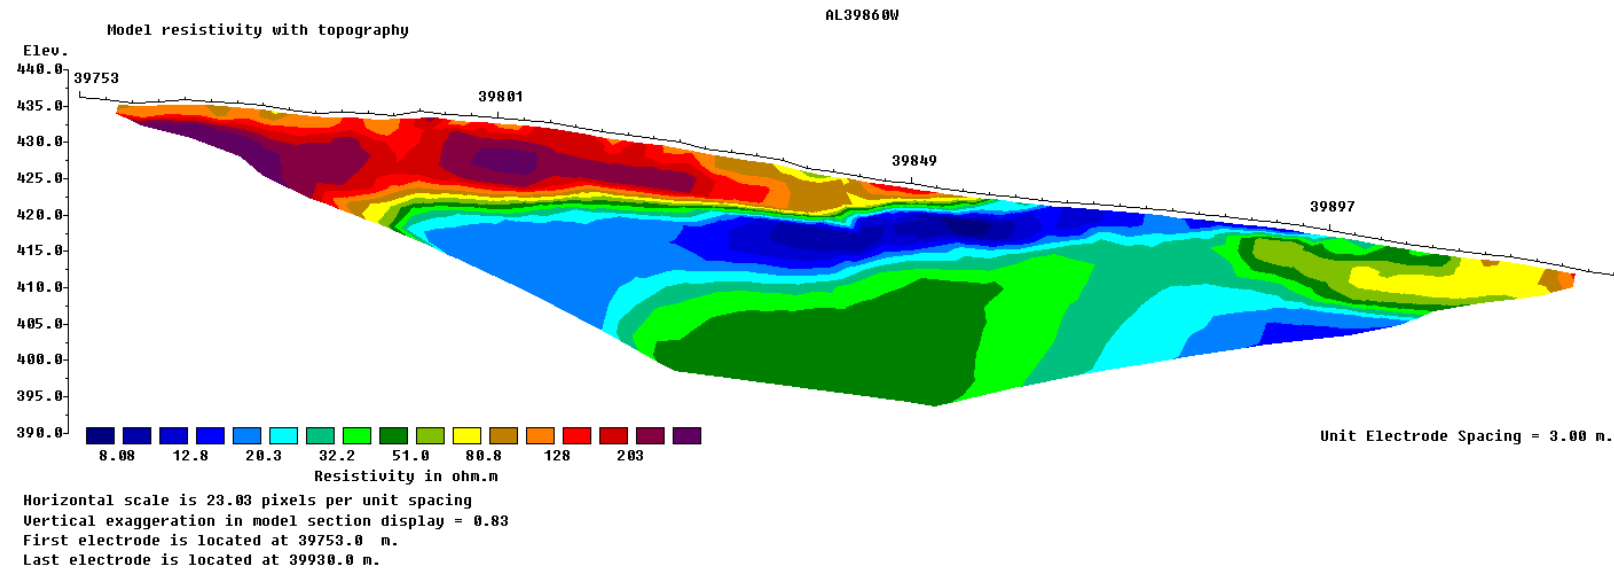 AL39860W
Model resistivity with topography
Elev.
440.0
39753
39801
435.0
430.0
39849
425.0
420.0
39897
415.0
410.0
405.0
400.0
395.0
390.0
Unit Electrode Spacing = 3.00 m.
8.08 12.8 20.3 32.2 51.0 80.8 128 203
Resistivity in ohm.m
Horizontal scale is 23.03 pixels per unit spacing
Vertical exaggeration in model section display = 0.83
First electrode is located at 39753.0 m.
Last electrode is located at 39930.0 m.